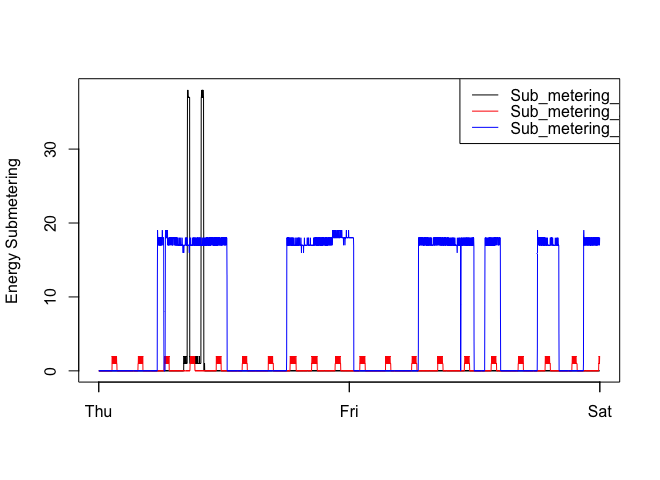 Sub_metering_
Sub_metering_
Sub_metering_
Energy Submetering
30
20
10
0
Thu Fri Sat